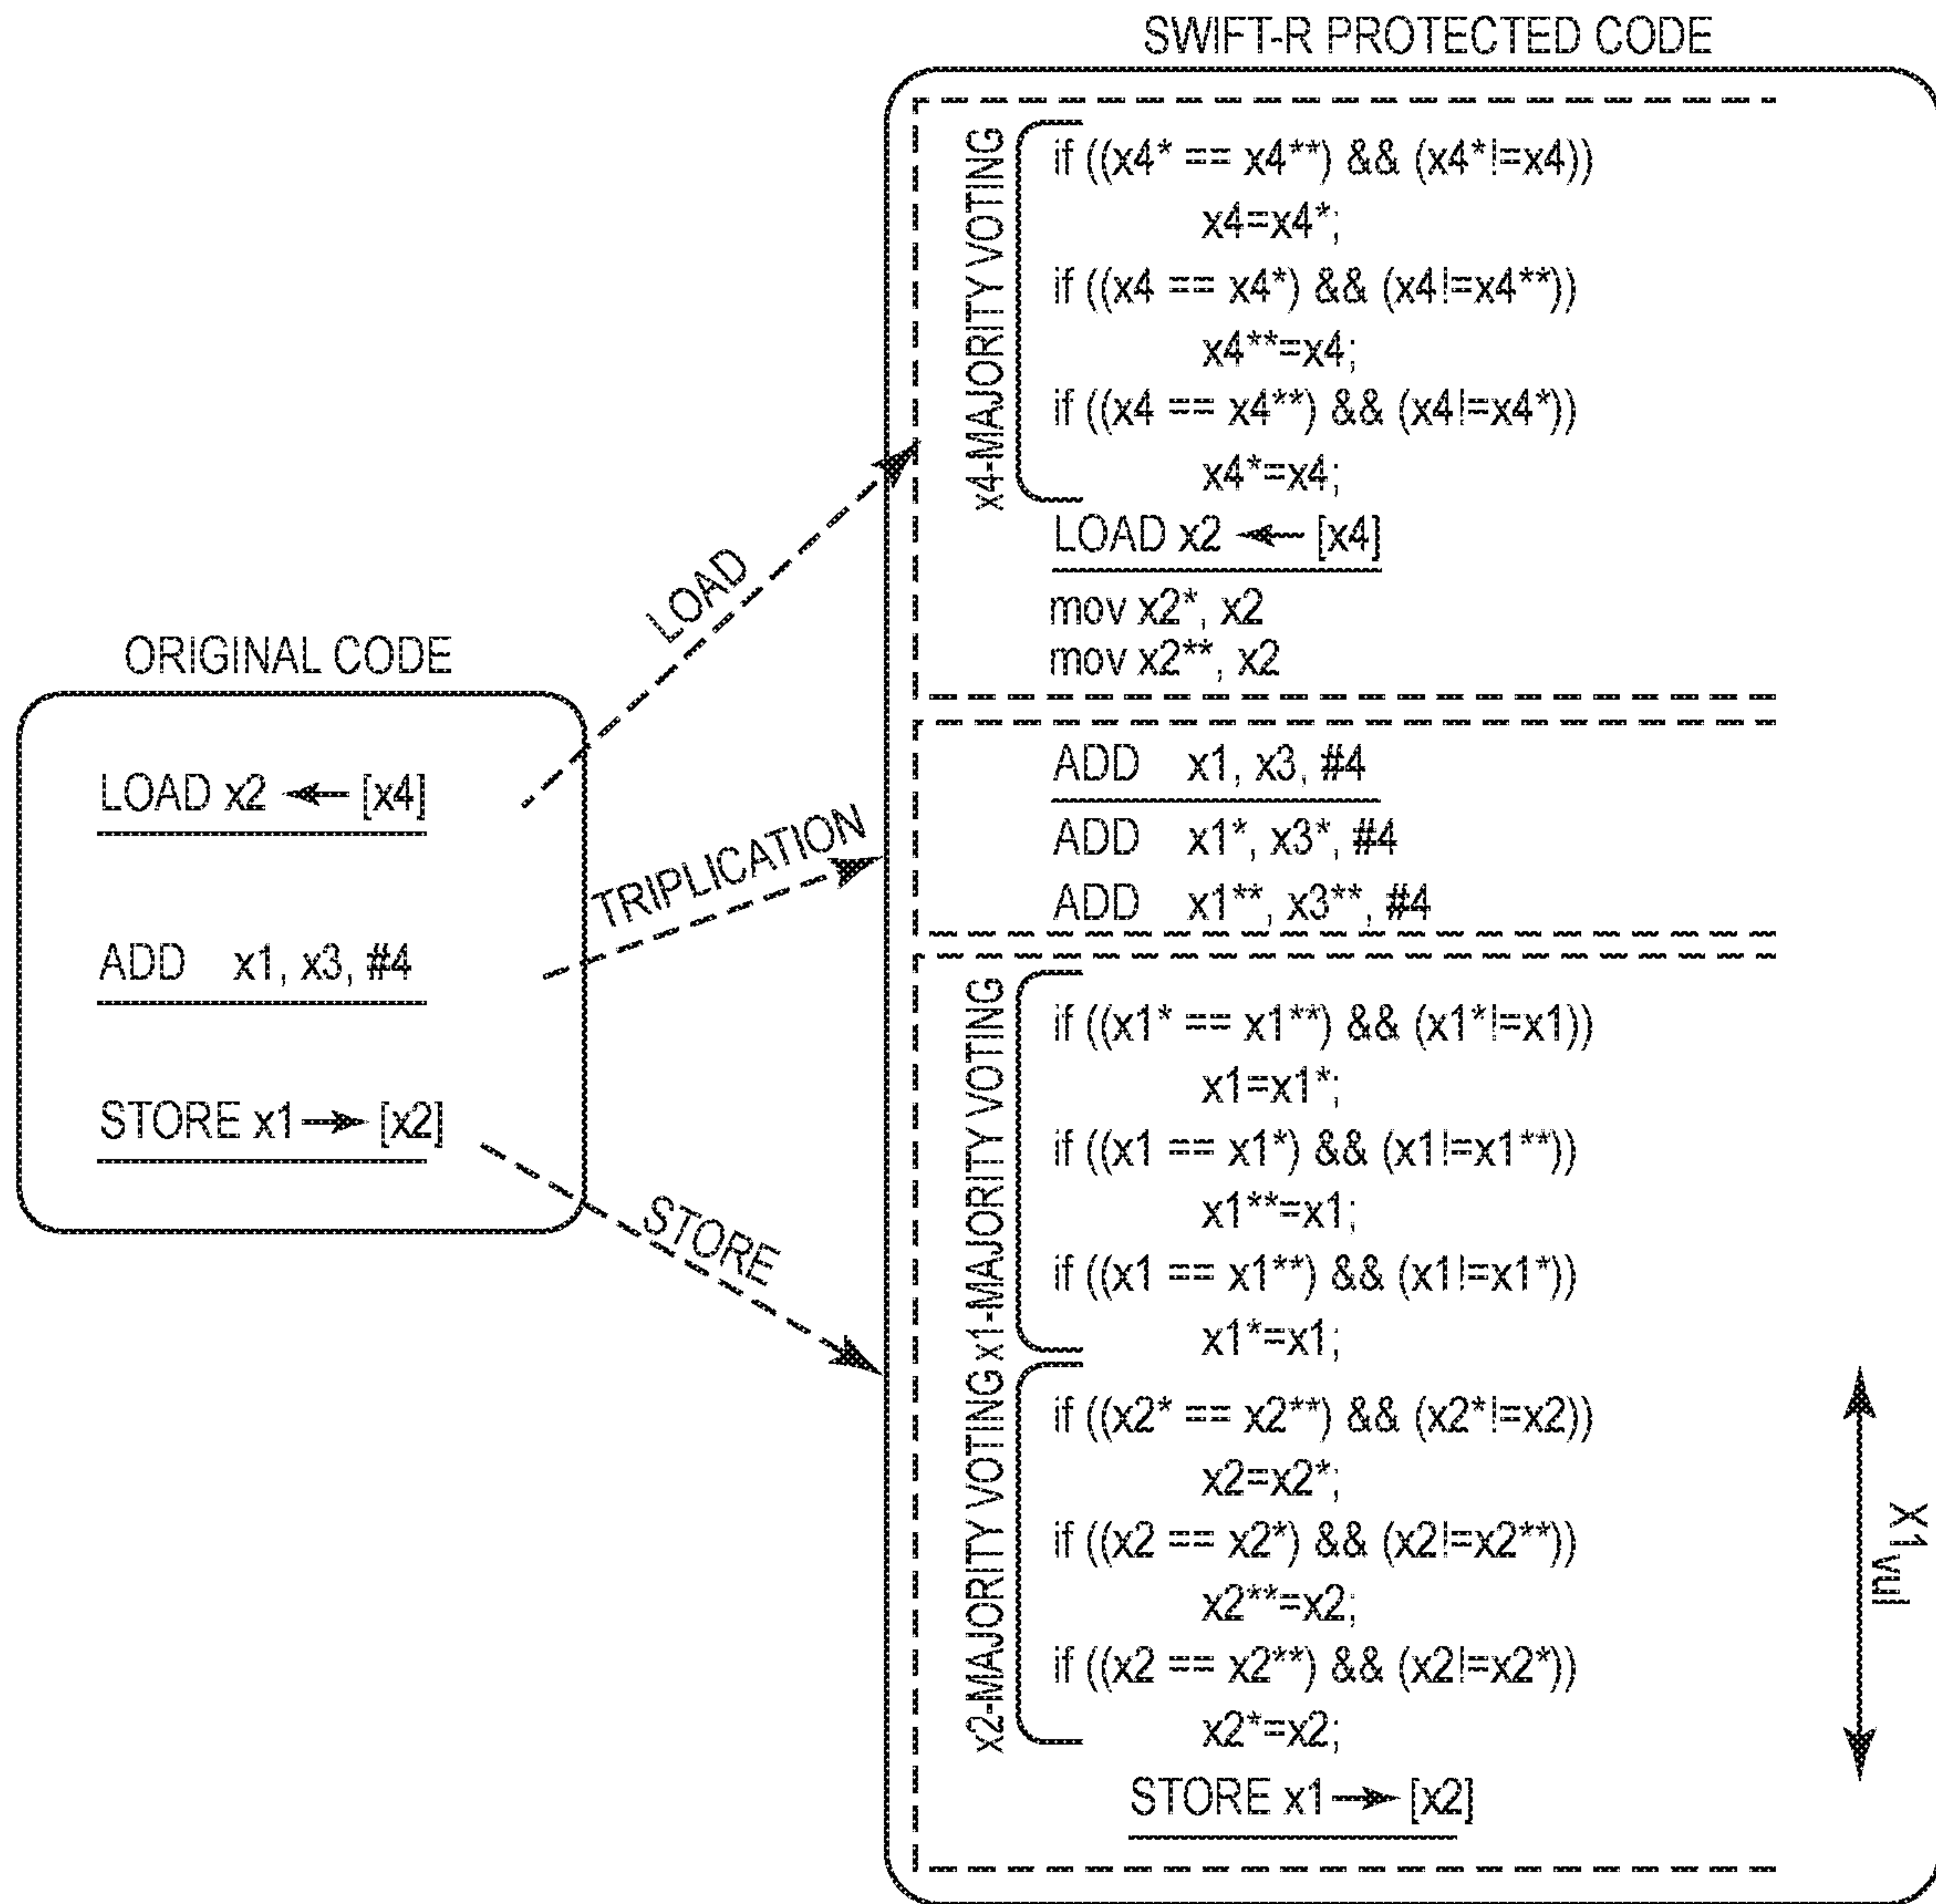 SWIFT-R PROTECTED CODE
x4-MAJORITY VOTING
if ((x4* == x4**) && (x4*!=x4))
x4=x4*;
if ((x4 == x4*) && (x4!=x4**))
x4**=x4;
if ((x4 == x4**) && (x4!=x4*))
x4*=x4;
LOAD x2 ← [x4]
mov x2*, x2
mov x2**, x2
LOAD
ORIGINAL CODE
LOAD x2 ← [x4]
ADD x1, x3, #4
STORE x1 → [x2]
TRIPLICATION
ADD x1, x3, #4
ADD x1*, x3*, #4
ADD x1**, x3**, #4
STORE
x1-MAJORITY VOTING
if ((x1* == x1**) && (x1*!=x1))
x1=x1*;
if ((x1 == x1*) && (x1!=x1**))
x1**=x1;
if ((x1 == x1**) && (x1!=x1*))
x1*=x1;
x2-MAJORITY VOTING
if ((x2* == x2**) && (x2*!=x2))
x2=x2*;
if ((x2 == x2*) && (x2!=x2**))
x2**=x2;
if ((x2 == x2**) && (x2!=x2*))
x2*=x2;
STORE x1 → [x2]
X1vul